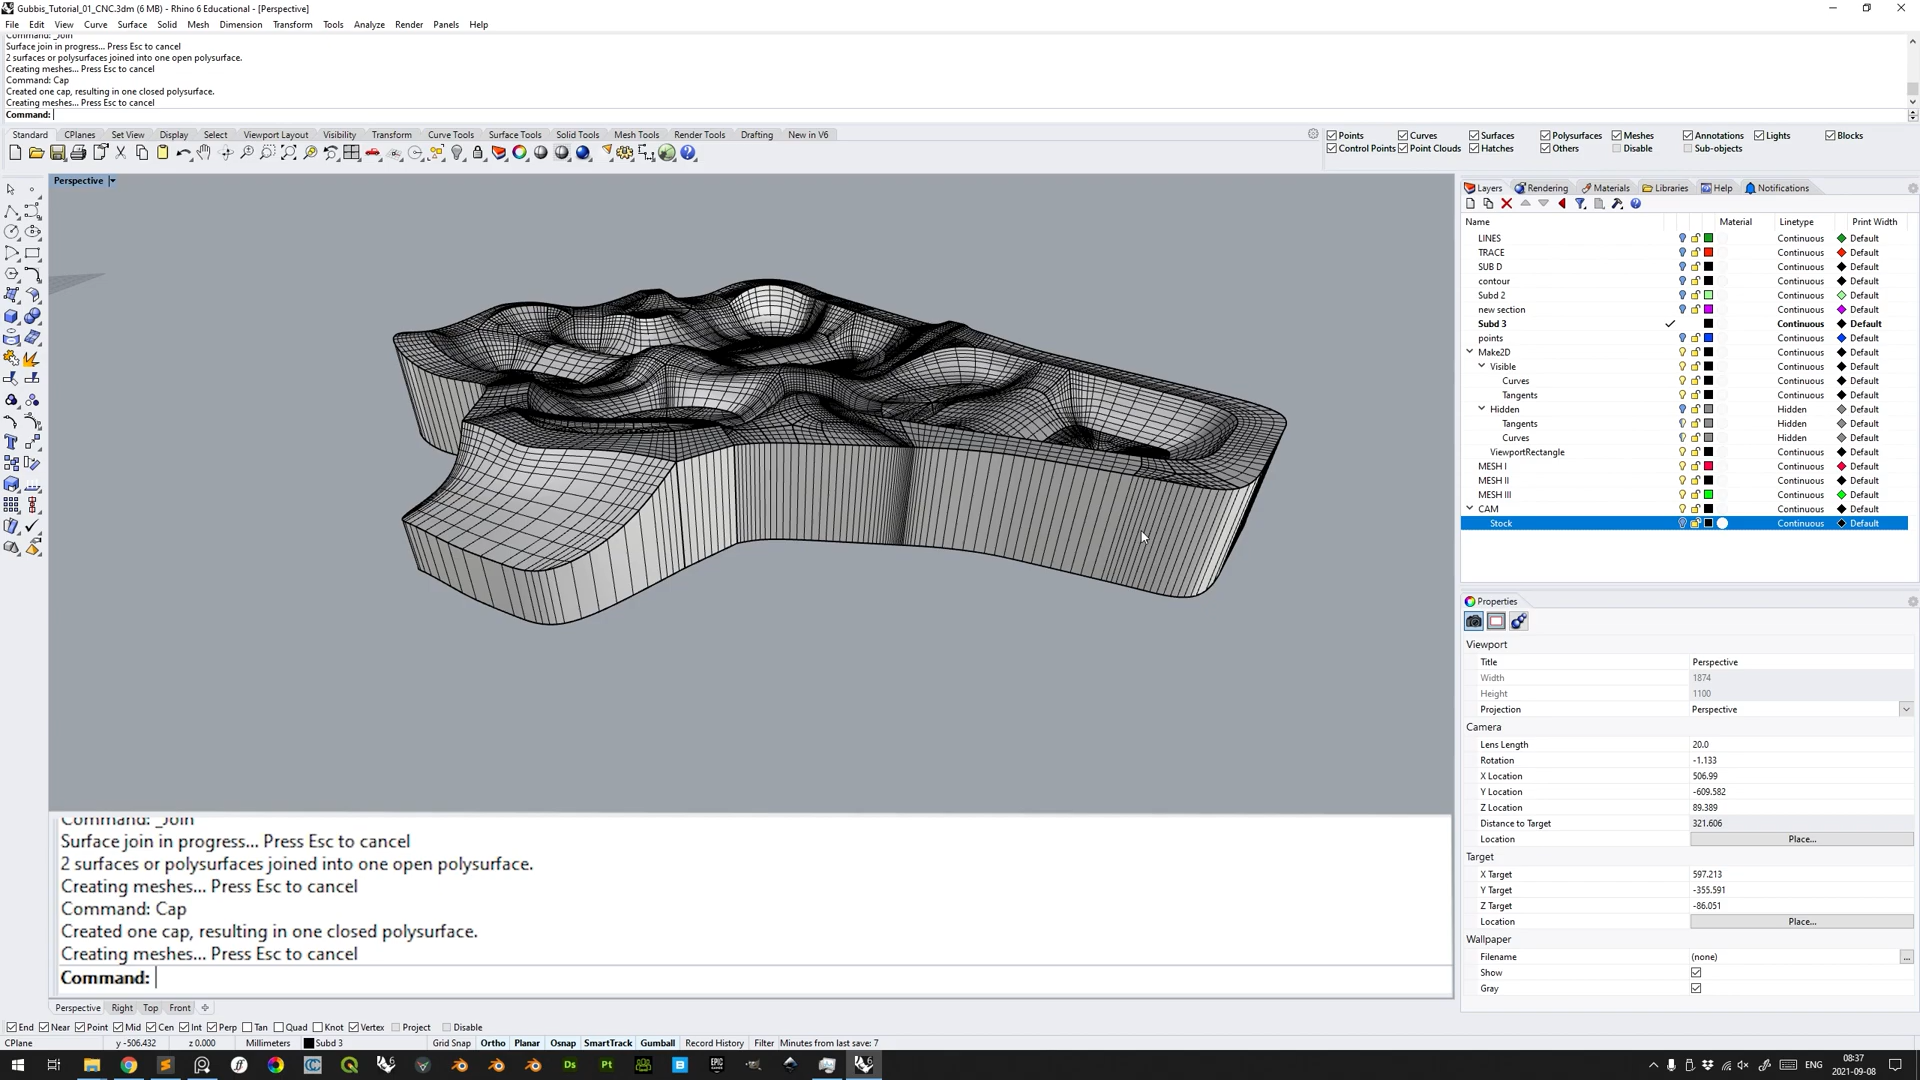 Gubbis_Tutorial_01_CNC.3dm (6 MB) - Rhino 6 Educational - [Perspective]
File Edit View Curve Surface Solid Mesh Dimension Transform Tools Analyze Render Panels Help
Command: _Join
Surface join in progress... Press Esc to cancel
2 surfaces or polysurfaces joined into one open polysurface.
Creating meshes... Press Esc to cancel
Command: Cap
Created one cap, resulting in one closed polysurface.
Creating meshes... Press Esc to cancel
Command:
Standard CPlanes Set View Display Select Viewport Layout Visibility Transform Curve Tools Surface Tools Solid Tools Mesh Tools Render Tools Drafting New in V6
Points Curves Surfaces Polysurfaces Meshes Annotations Lights Blocks
Control Points Point Clouds Hatches Others Disable Sub-objects
Perspective
Layers Rendering Materials Libraries Help Notifications
Name Material Linetype Print Width
LINES Continuous Default
TRACE Continuous Default
SUB D Continuous Default
contour Continuous Default
Subd 2 Continuous Default
new section Continuous Default
Subd 3 Continuous Default
points Continuous Default
Make2D Continuous Default
Visible Continuous Default
Curves Continuous Default
Tangents Continuous Default
Hidden Hidden Default
Tangents Hidden Default
Curves Hidden Default
ViewportRectangle Continuous Default
MESH I Continuous Default
MESH II Continuous Default
MESH III Continuous Default
CAM Continuous Default
Stock Continuous Default
Properties
Viewport
Title Perspective
Width 1874
Height 1100
Projection Perspective
Camera
Lens Length 20.0
Rotation -1.133
X Location 506.99
Y Location -609.582
Z Location 89.389
Distance to Target 321.606
Location Place...
Target
X Target 597.213
Y Target -355.591
Z Target -86.051
Location Place...
Wallpaper
Filename (none) ...
Show
Gray
Command: _Join
Surface join in progress... Press Esc to cancel
2 surfaces or polysurfaces joined into one open polysurface.
Creating meshes... Press Esc to cancel
Command: Cap
Created one cap, resulting in one closed polysurface.
Creating meshes... Press Esc to cancel
Command:
Perspective Right Top Front
End Near Point Mid Cen Int Perp Tan Quad Knot Vertex Project Disable
CPlane y -506.432 z 0.000 Millimeters Subd 3 Grid Snap Ortho Planar Osnap SmartTrack Gumball Record History Filter Minutes from last save: 7
Ds Pt B EPIC GAMES ENG 08:37
2021-09-08